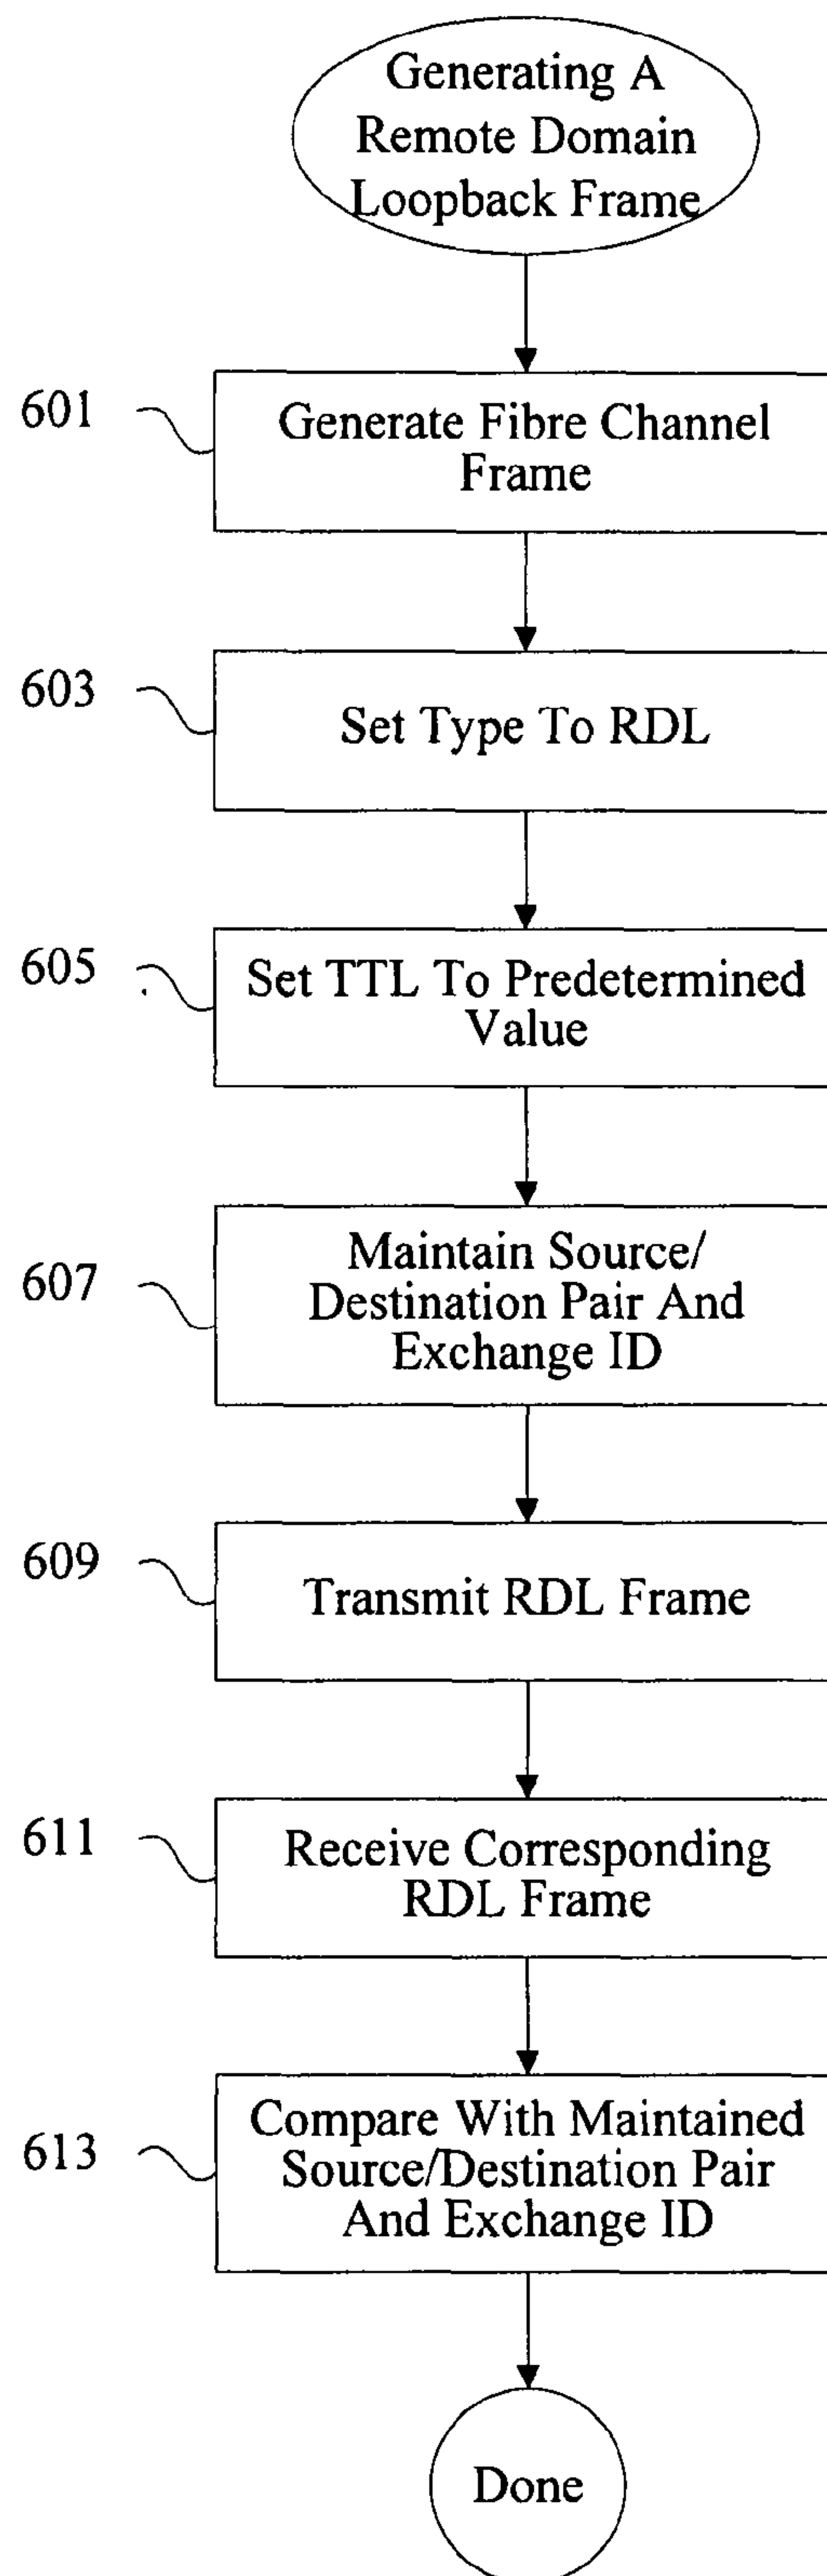 Generating A
Remote Domain
Loopback Frame
601
Generate Fibre Channel
Frame
603
Set Type To RDL
605
Set TTL To Predetermined
Value
607
Maintain Source/
Destination Pair And
Exchange ID
609
Transmit RDL Frame
611
Receive Corresponding
RDL Frame
613
Compare With Maintained
Source/Destination Pair
And Exchange ID
Done